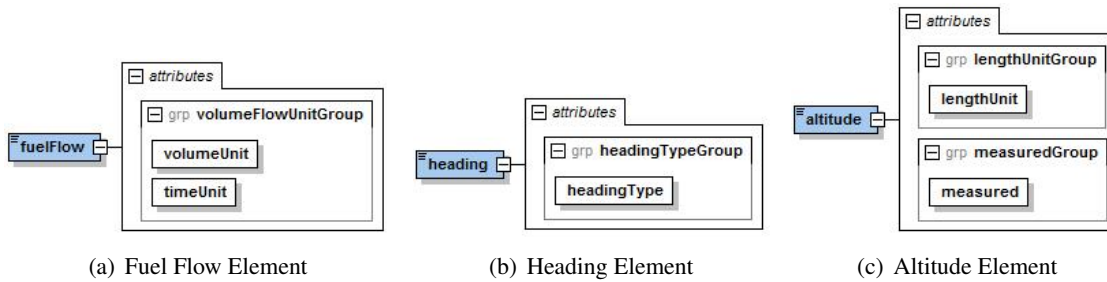 attributes
grp volumeFlowUnitGroup
fuelFlow
volumeUnit
timeUnit
(a) Fuel Flow Element
attributes
grp headingTypeGroup
heading
headingType
(b) Heading Element
attributes
grp lengthUnitGroup
lengthUnit
altitude
grp measuredGroup
measured
(c) Altitude Element